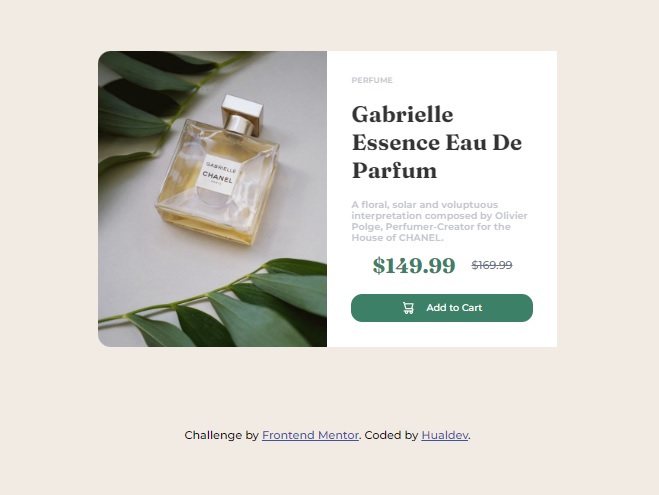 GABRIELLE
CHANEL
PARIS
PERFUME
Gabrielle
Essence Eau De
Parfum
A floral, solar and voluptuous
interpretation composed by Olivier
Polge, Perfumer-Creator for the
House of CHANEL.
$149.99 $169.99
Add to Cart
Challenge by Frontend Mentor. Coded by Hualdev.